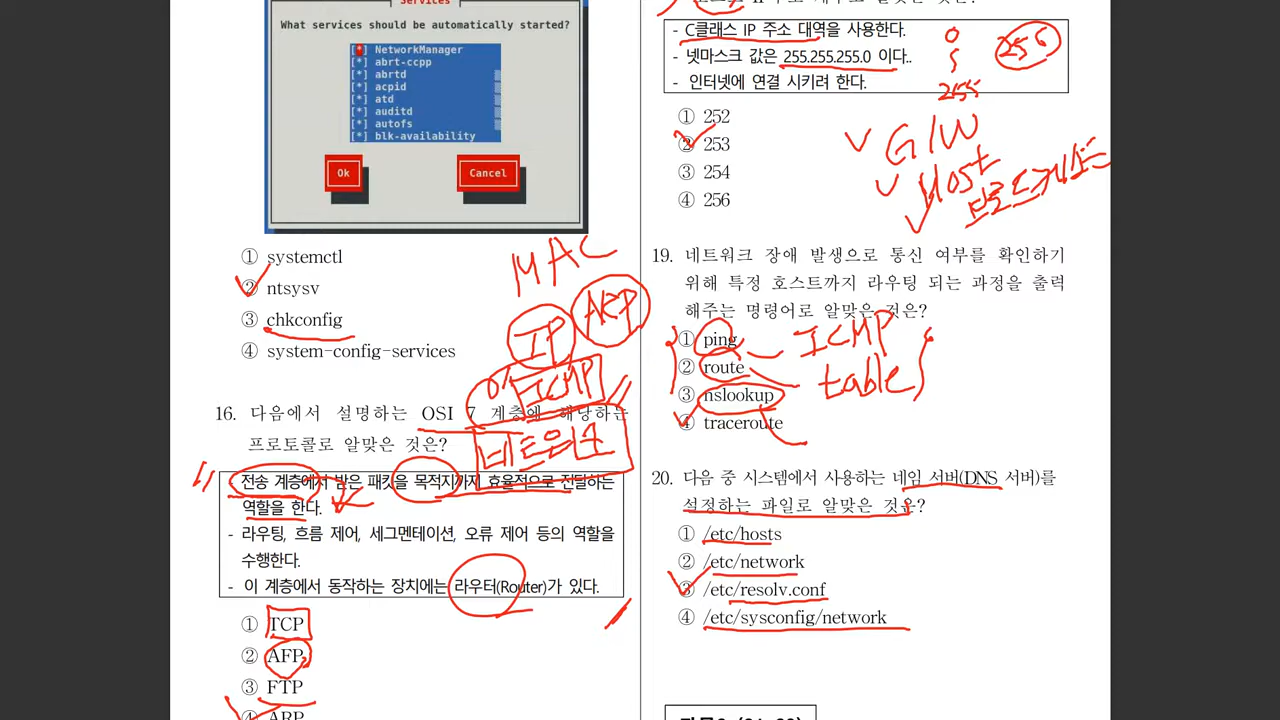 Services
What services should be automatically started?
[*] NetworkManager
[*] abrt-ccpp
[*] abrtd
[*] acpid
[*] atd
[*] auditd
[*] autofs
[*] blk-availability
Ok
Cancel
① systemctl
② ntsysv
③ chkconfig
④ system-config-services
MAC
IP
ARP
ICMP
네트워크
16. 다음에서 설명하는 OSI 7 계층에 해당하는
프로토콜로 알맞은 것은?
- 전송 계층에서 받은 패킷을 목적지까지 효율적으로 전달하는
역할을 한다.
- 라우팅, 흐름 제어, 세그멘테이션, 오류 제어 등의 역할을
수행한다.
- 이 계층에서 동작하는 장치에는 라우터(Router)가 있다.
① TCP
② AFP
③ FTP
④ ARP
- C클래스 IP 주소 대역을 사용한다.
- 넷마스크 값은 255.255.255.0 이다..
- 인터넷에 연결 시키려 한다.
0
255
256
① 252
② 253
③ 254
④ 256
G/W
Host
브로드캐스트
19. 네트워크 장애 발생으로 통신 여부를 확인하기
위해 특정 호스트까지 라우팅 되는 과정을 출력
해주는 명령어로 알맞은 것은?
① ping
② route
③ nslookup
④ traceroute
ICMP
table
20. 다음 중 시스템에서 사용하는 네임 서버(DNS 서버)를
설정하는 파일로 알맞은 것은?
① /etc/hosts
② /etc/network
③ /etc/resolv.conf
④ /etc/sysconfig/network